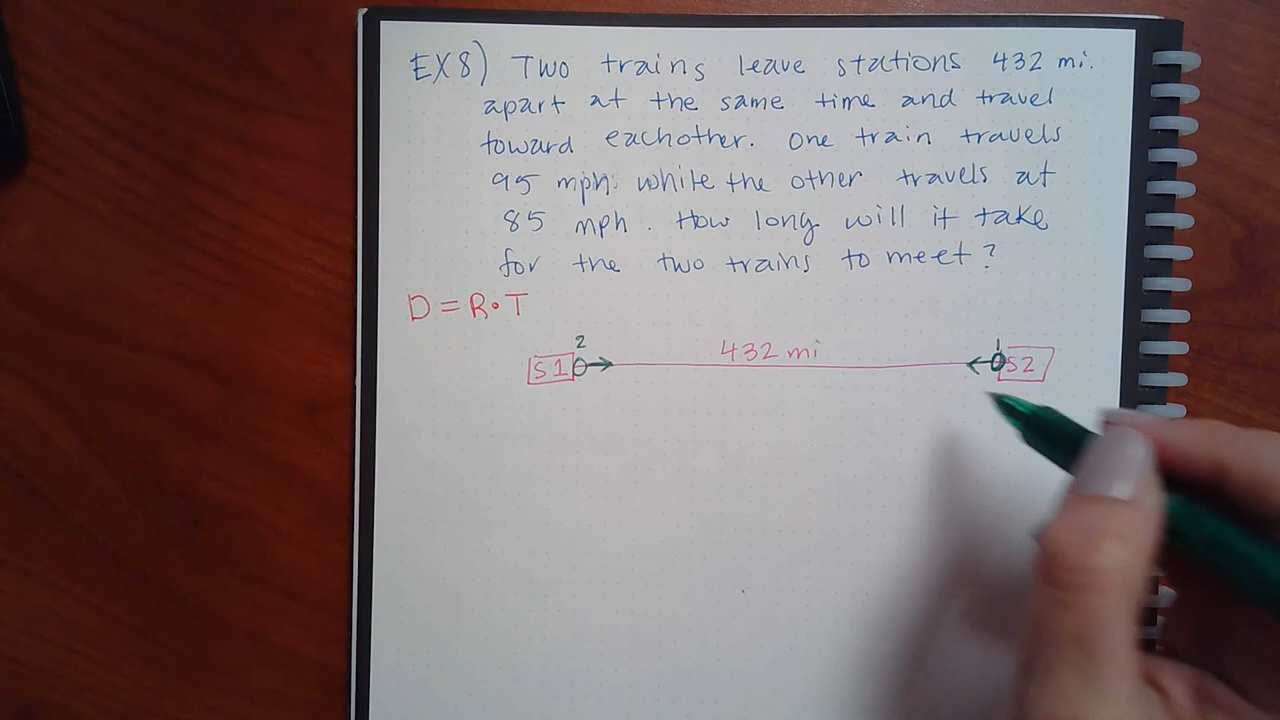 EX8) Two trains leave stations 432 mi.
apart at the same time and travel
toward eachother. One train travels
95 mph. while the other travels at
85 mph. How long will it take
for the two trains to meet?
D = R•T
2
432 mi
1
S1
S2